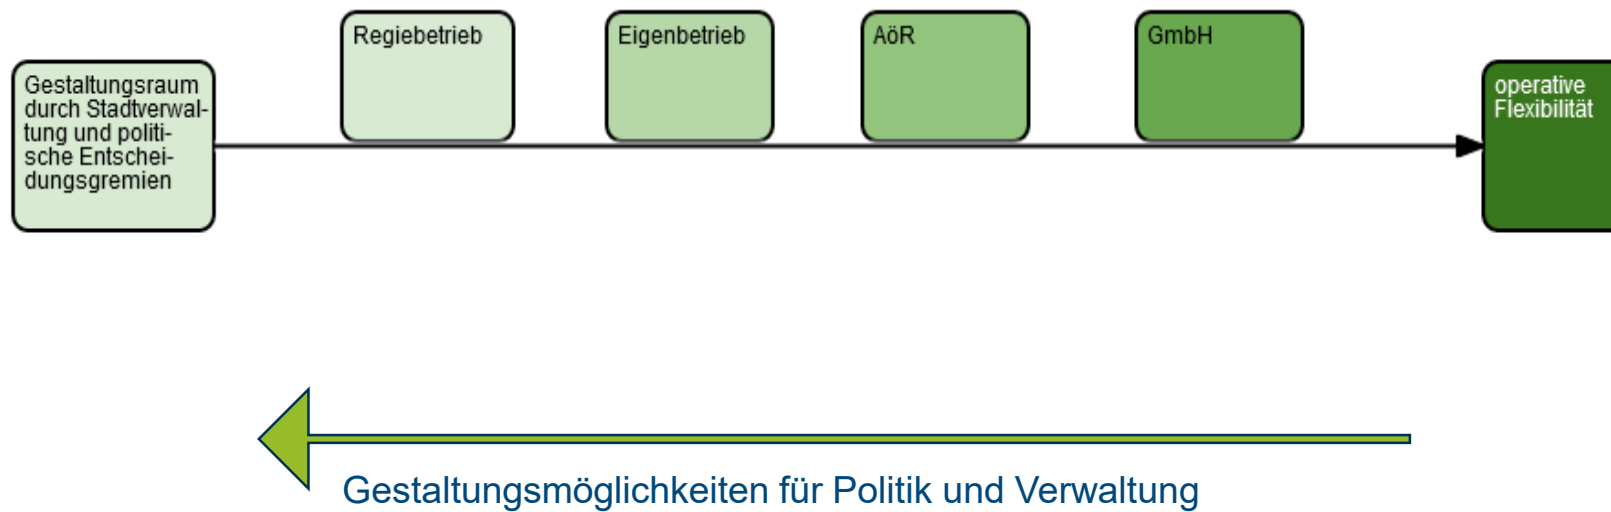 Gestaltungsraum
durch Stadtverwal-
tung und politi-
sche Entschei-
dungsgremien
Regiebetrieb
Eigenbetrieb
AöR
GmbH
operative
Flexibilität
Gestaltungsmöglichkeiten für Politik und Verwaltung